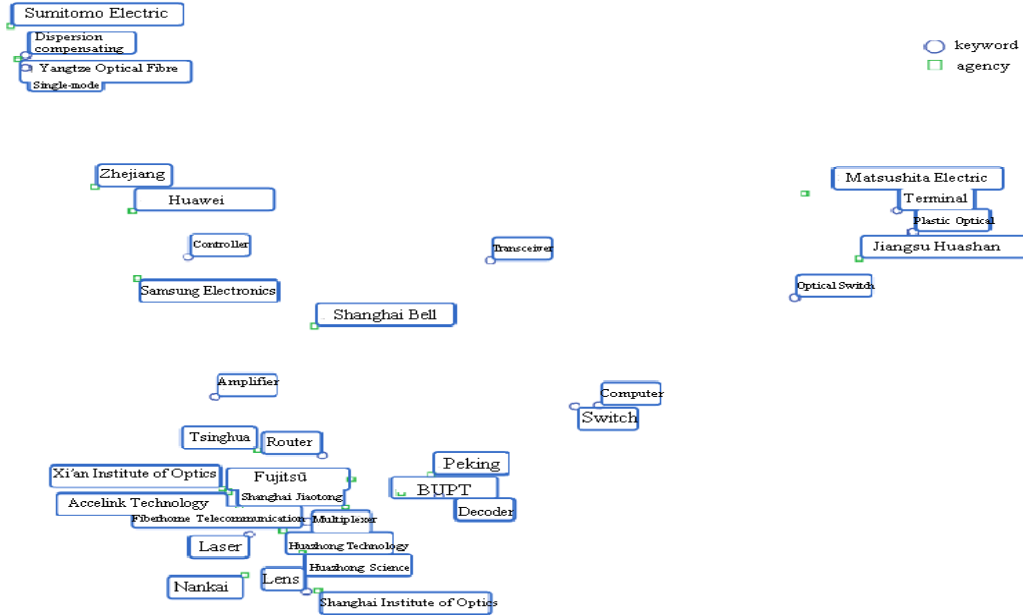 Sumitomo Electric
Dispersion
compensating
keyword
Yangtze Optical Fibre
agency
Single-mode
Zhejiang
Matsushita Electric
Huawei
Terminal
Plastic Optical
Controller
Transceiver
Jiangsu Huashan
Samsung Electronics
Optical Switch
Shanghai Bell
Amplifier
Computer
Switch
Tsinghua
Router
Peking
Xi'an Institute of Optics
Fujitsū
BUPT
Shanghai Jiaotong
Accelink Technology
Decoder
Fiberhome Telecommunication
Multiplexer
Laser
Huazhong Technology
Huazhong Science
Lens
Nankai
Shanghai Institute of Optics